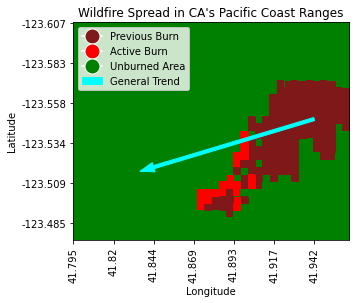 Wildfire Spread in CA's Pacific Coast Ranges
Previous Burn
Active Burn
Unburned Area
General Trend
Latitude
-123.607
-123.583
-123.558
-123.534
-123.509
-123.485
41.795
41.82
41.844
41.869
41.893
41.917
41.942
Longitude